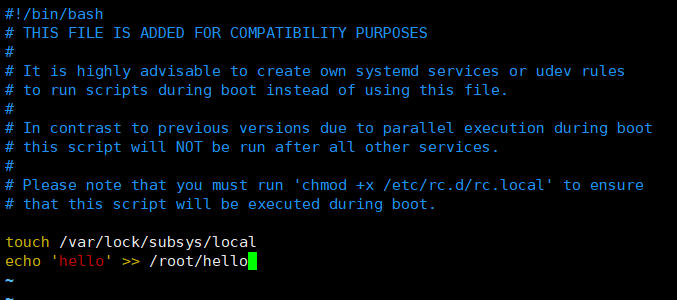 #!/bin/bash
# THIS FILE IS ADDED FOR COMPATIBILITY PURPOSES
#
# It is highly advisable to create own systemd services or udev rules
# to run scripts during boot instead of using this file.
#
# In contrast to previous versions due to parallel execution during boot
# this script will NOT be run after all other services.
#
# Please note that you must run 'chmod +x /etc/rc.d/rc.local' to ensure
# that this script will be executed during boot.

touch /var/lock/subsys/local
echo 'hello' >> /root/hello
~
~